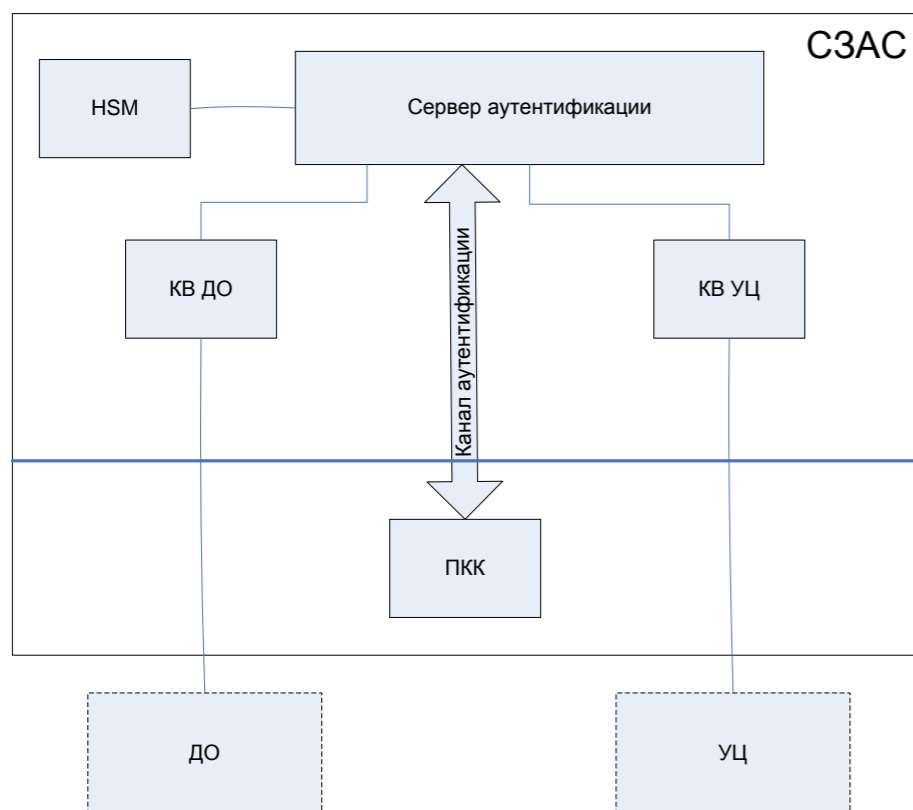 СЗАС
HSM
Сервер аутентификации
КВ ДО
КВ УЦ
Канал аутентификации
ПКК
ДО
УЦ